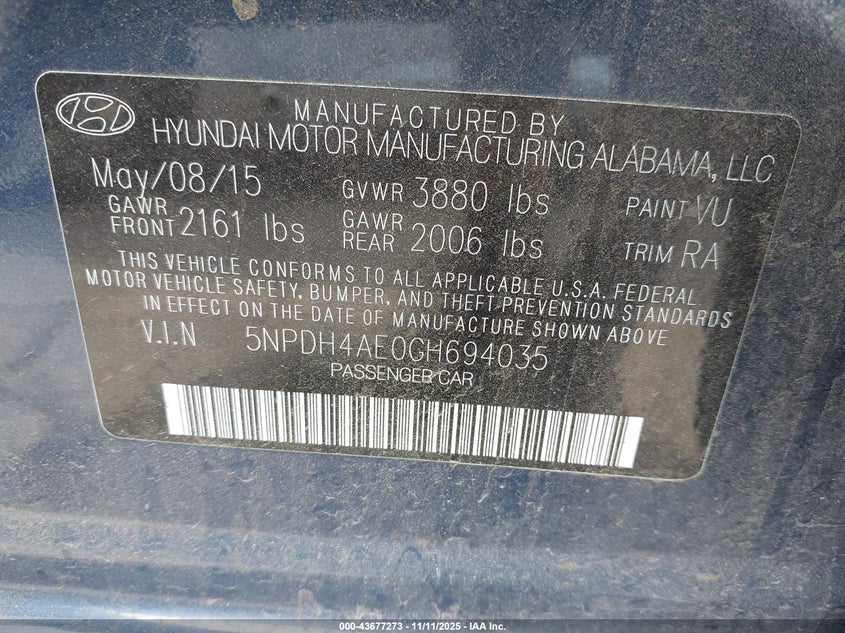 MANUFACTURED BY
HYUNDAI MOTOR MANUFACTURING ALABAMA, LLC
May/08/15 GVWR 3880 lbs PAINT VU
GAWR FRONT 2161 lbs GAWR REAR 2006 lbs TRIM RA
THIS VEHICLE CONFORMS TO ALL APPLICABLE U.S.A. FEDERAL
MOTOR VEHICLE SAFETY, BUMPER, AND THEFT PREVENTION STANDARDS
IN EFFECT ON THE DATE OF MANUFACTURE SHOWN ABOVE
V.I.N 5NPDH4AE0GH694035
PASSENGER CAR
000-43677273 - 11/11/2025 - IAA Inc.